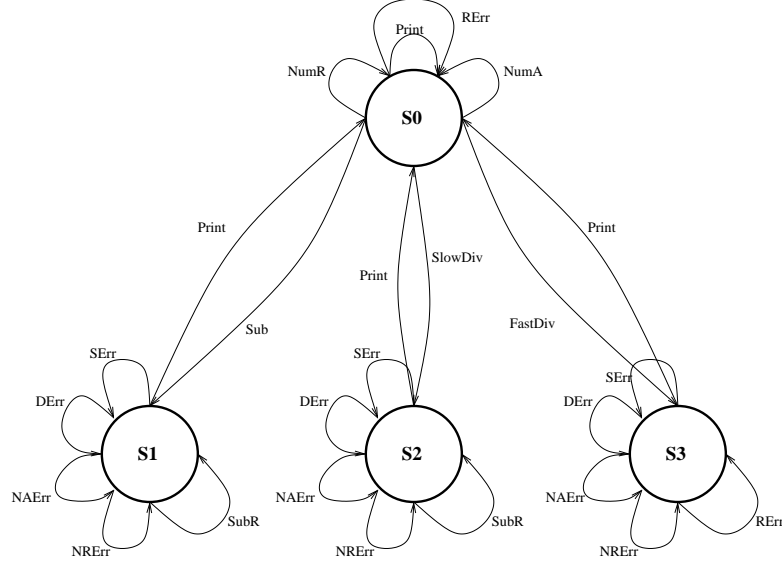 RErr
Print
NumR
NumA
S0
Print
Print
SlowDiv
Print
FastDiv
Sub
SErr
SErr
SErr
DErr
DErr
DErr
S1
S2
S3
NAErr
NAErr
NAErr
SubR
SubR
RErr
NRErr
NRErr
NRErr